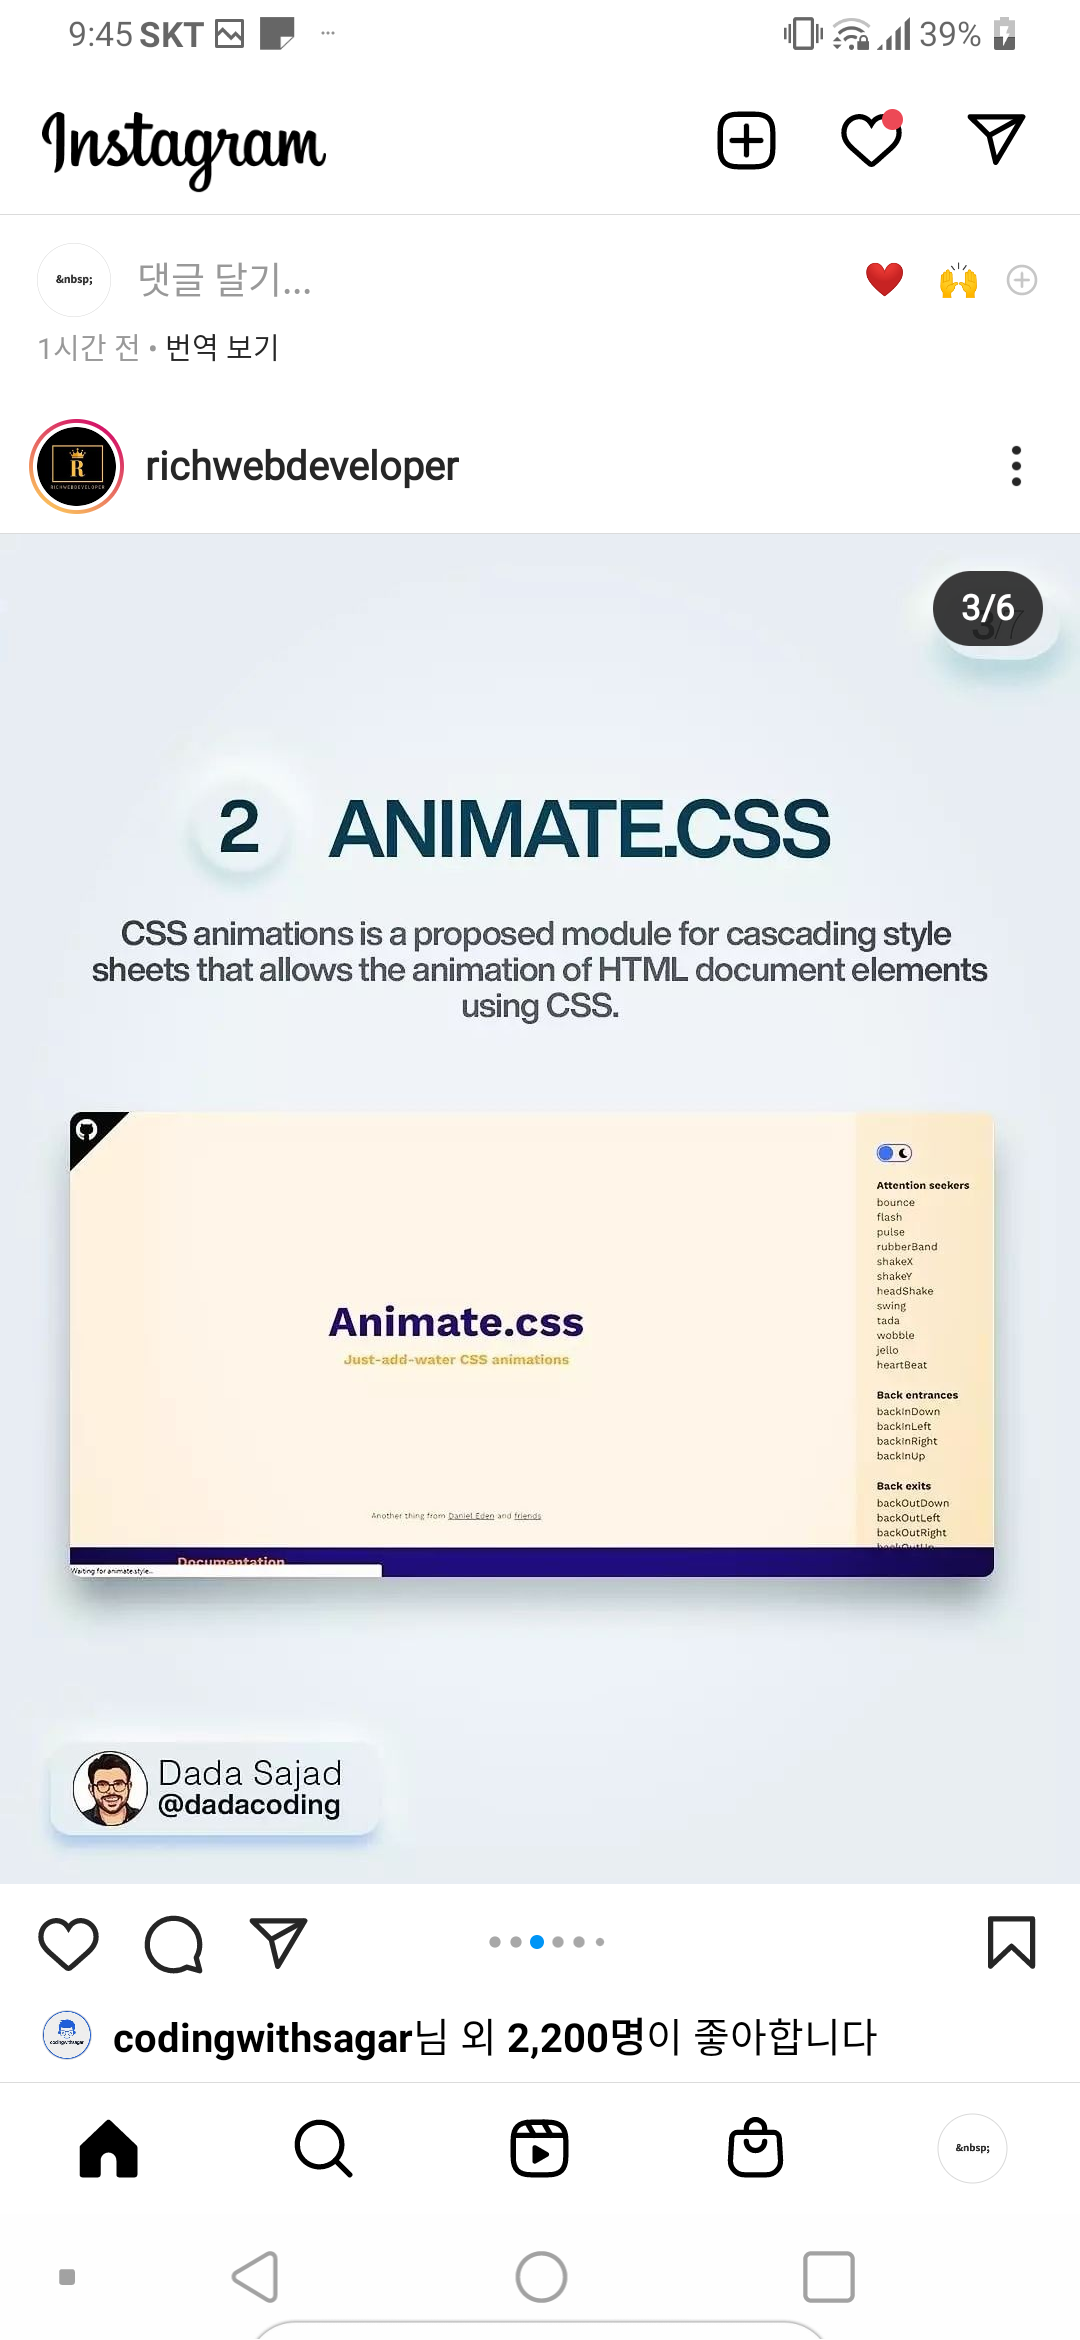 9:45 SKT
39%
Instagram
&nbsp;
댓글 달기...
1시간 전 • 번역 보기
R
RICHWEBDEVELOPER
richwebdeveloper
3/6
2 ANIMATE.CSS
CSS animations is a proposed module for cascading style
sheets that allows the animation of HTML document elements
using CSS.
Attention seekers
bounce
flash
pulse
rubberBand
shakeX
shakeY
headShake
swing
tada
wobble
jello
heartBeat
Back entrances
backInDown
backInLeft
backInRight
backInUp
Back exits
backOutDown
backOutLeft
backOutRight
backOutUp
Animate.css
Just-add-water CSS animations
Another thing from Daniel Eden and friends
Documentation
Waiting for animate.style...
Dada Sajad
@dadacoding
codingwithsagar
codingwithsagar님 외 2,200명이 좋아합니다
&nbsp;